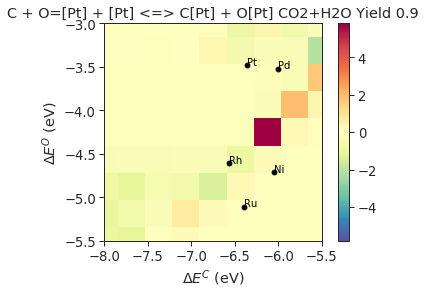 C + O=[Pt] + [Pt] <=> C[Pt] + O[Pt] CO2+H2O Yield 0.9
−3.0
−3.5
−4.0
−4.5
−5.0
−5.5
ΔE^O (eV)
Pt
Pd
Rh
Ni
Ru
−8.0 −7.5 −7.0 −6.5 −6.0 −5.5
ΔE^C (eV)
4
2
0
−2
−4